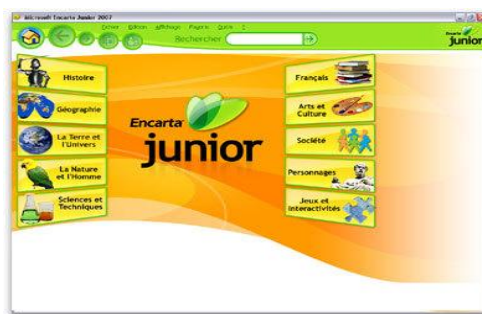 Microsoft Encarta Junior 2007
Fichier Edition Affichage Favoris Outils ?
Rechercher
Encarta
junior
Histoire
Géographie
La Terre et
l'Univers
La Nature
et l'Homme
Sciences et
Techniques
Encarta
junior
Français
Arts et
Culture
Société
Personnages
Jeux et
interactivités